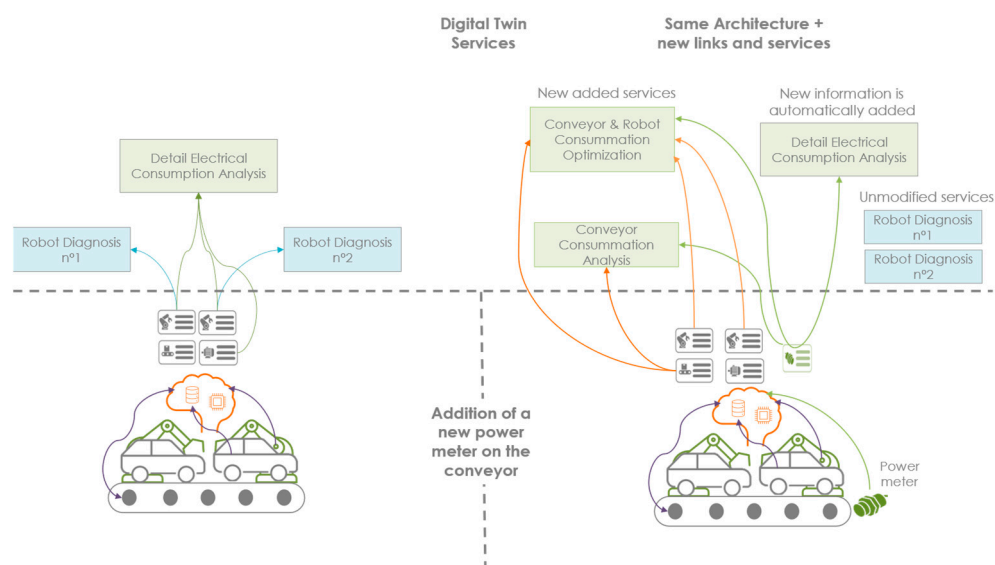 Digital Twin
Services
Same Architecture +
new links and services
Detail Electrical
Consumption Analysis
Robot Diagnosis
n°1
Robot Diagnosis
n°2
New added services
Conveyor & Robot
Consummation
Optimization
New information is
automatically added
Detail Electrical
Consumption Analysis
Unmodified services
Robot Diagnosis
n°1
Robot Diagnosis
n°2
Conveyor
Consummation
Analysis
Addition of a
new power
meter on the
conveyor
Power
meter